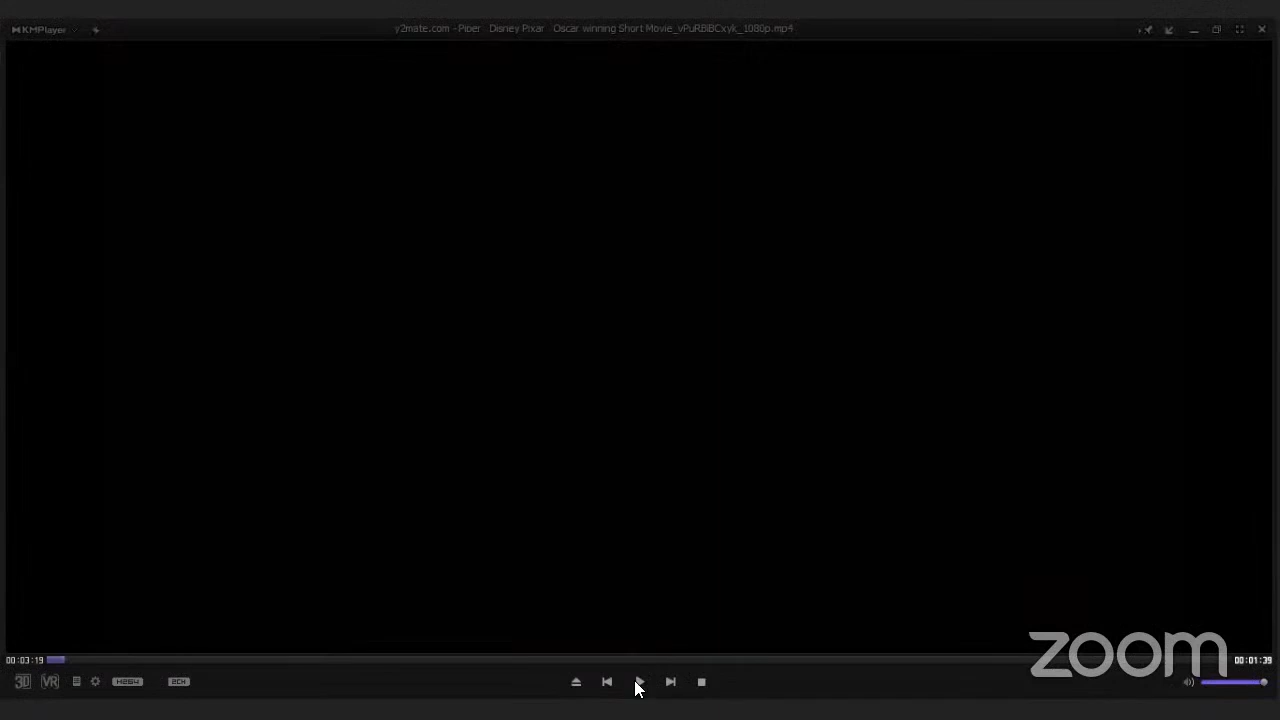 KMPlayer
y2mate.com - Piper Disney Pixar Oscar winning Short Movie_vPuRBiBCxyk_1080p.mp4
zoom
00:03:19
00:01:39
3D
VR
H264
2CH